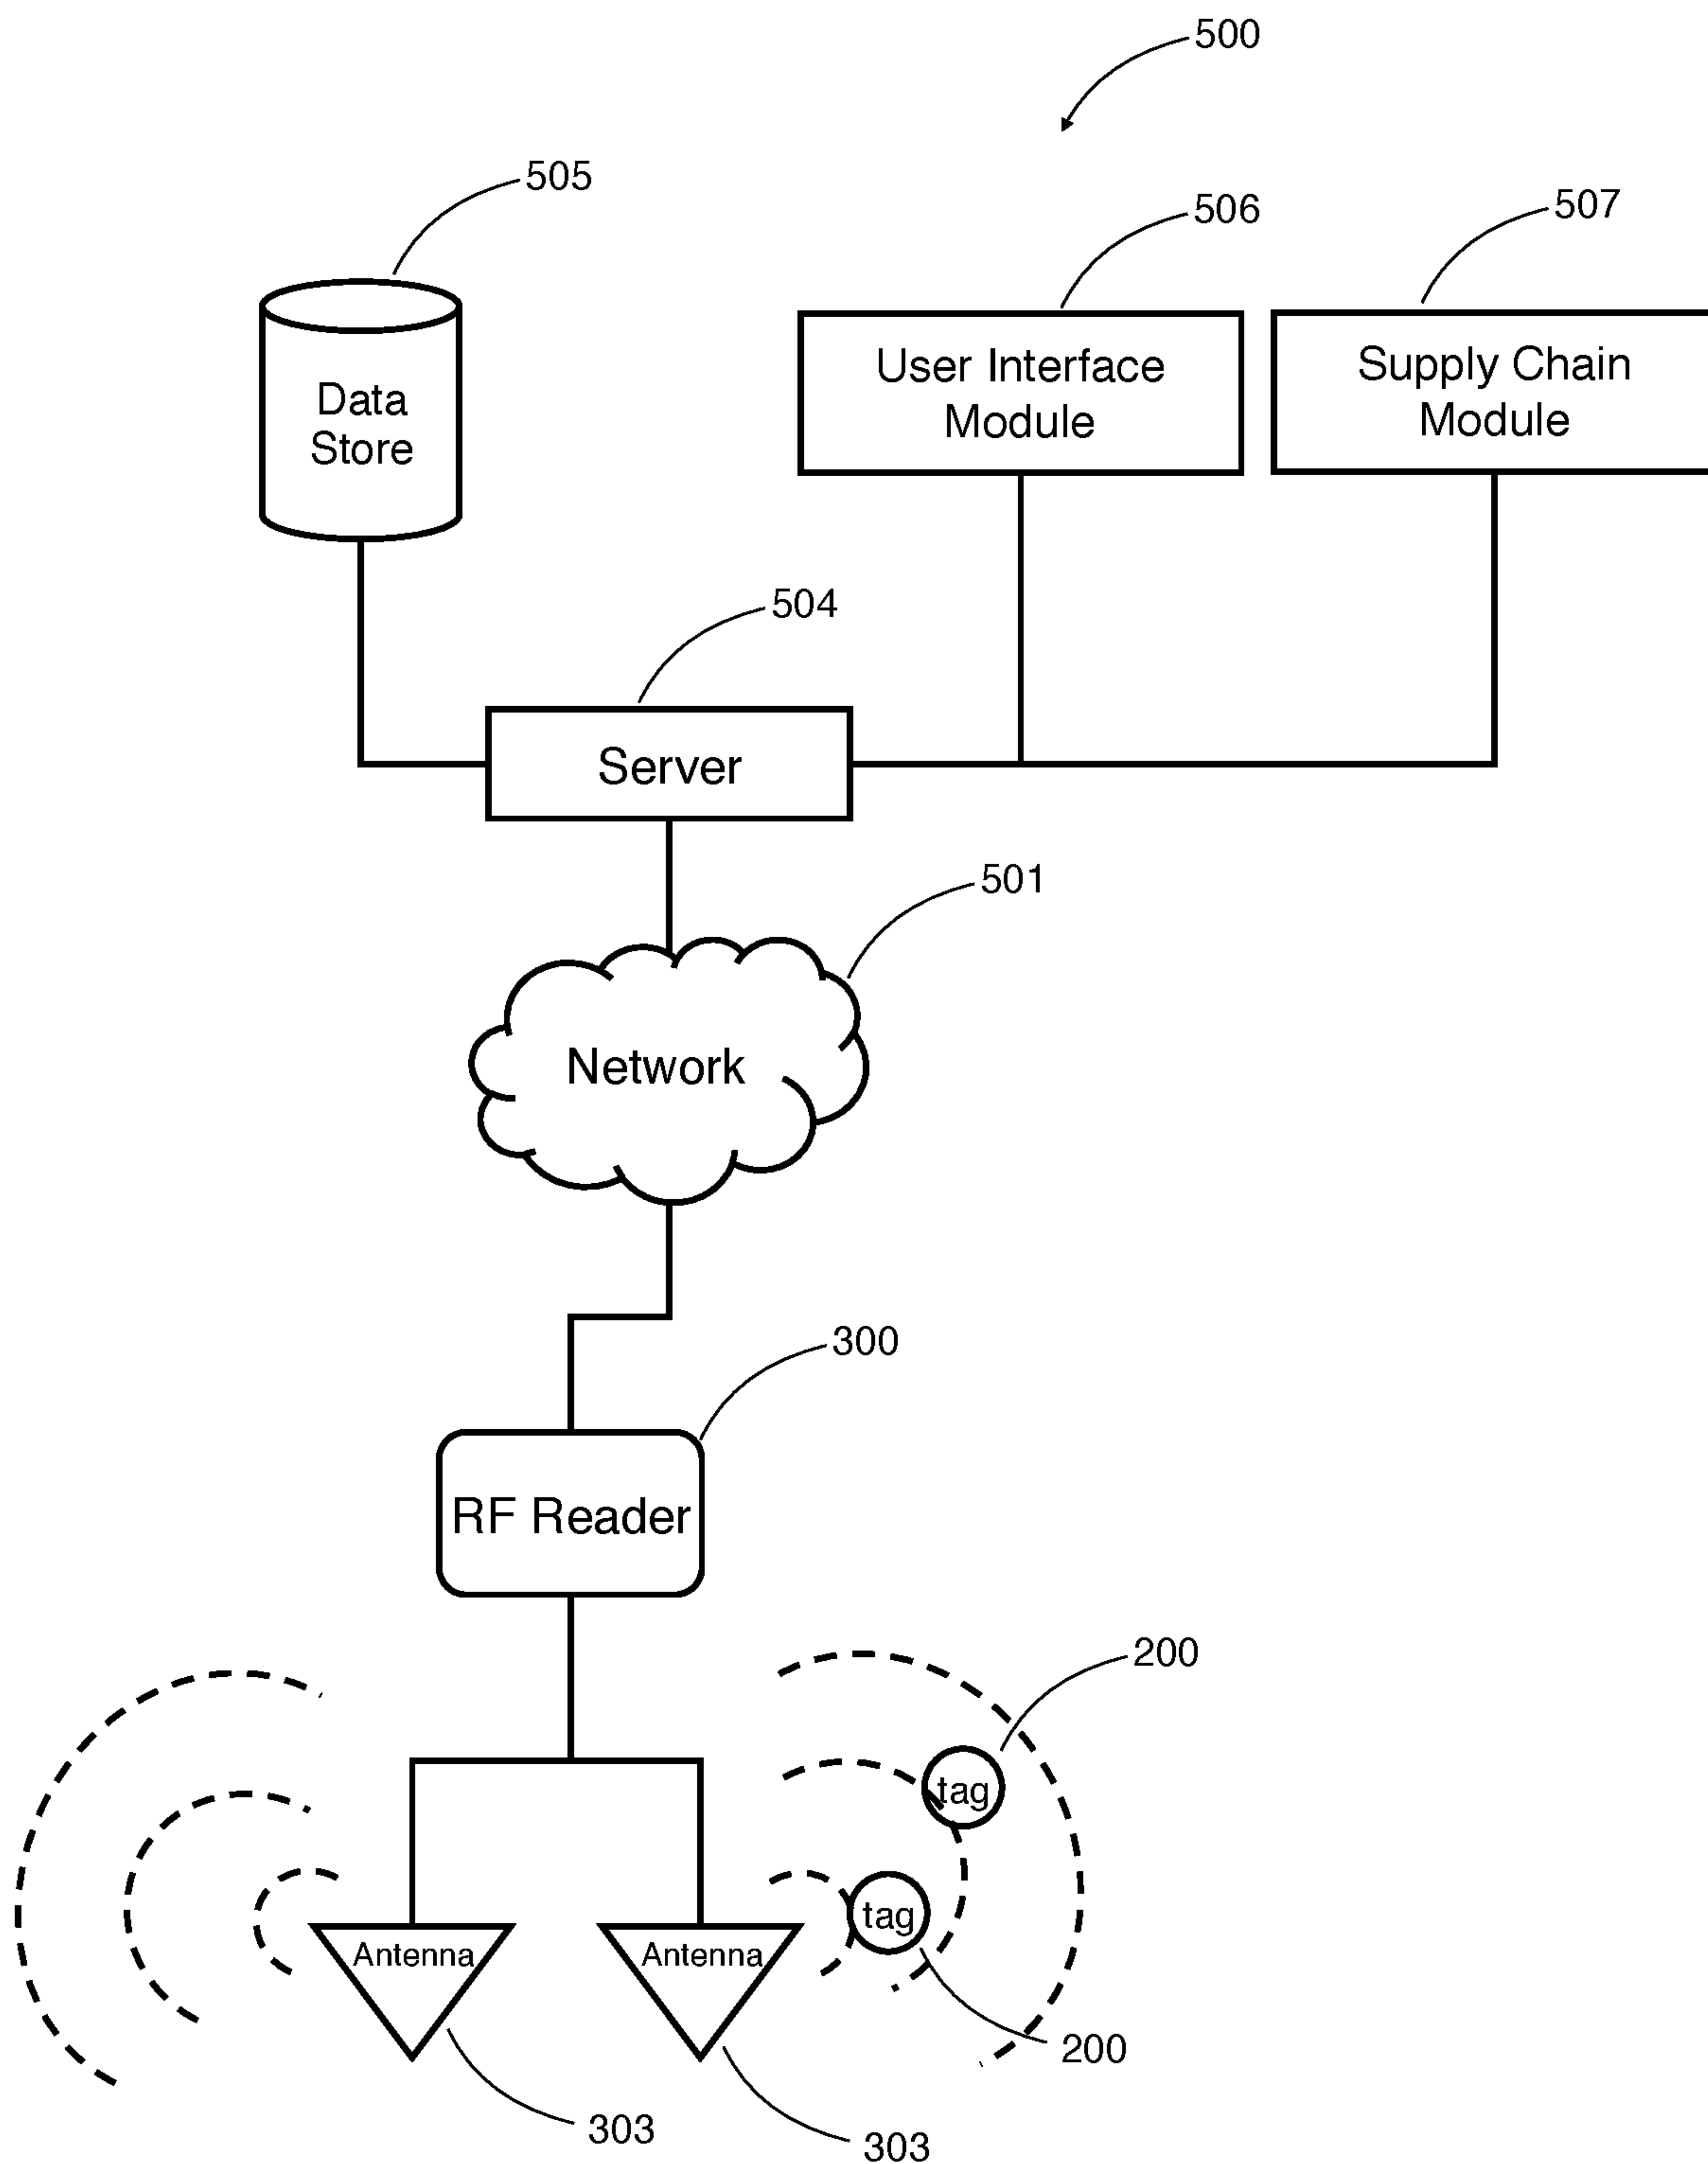 500
505
506
507
User Interface
Module
Supply Chain
Module
Data
Store
504
Server
501
Network
300
RF Reader
200
tag
tag
Antenna
Antenna
200
303
303